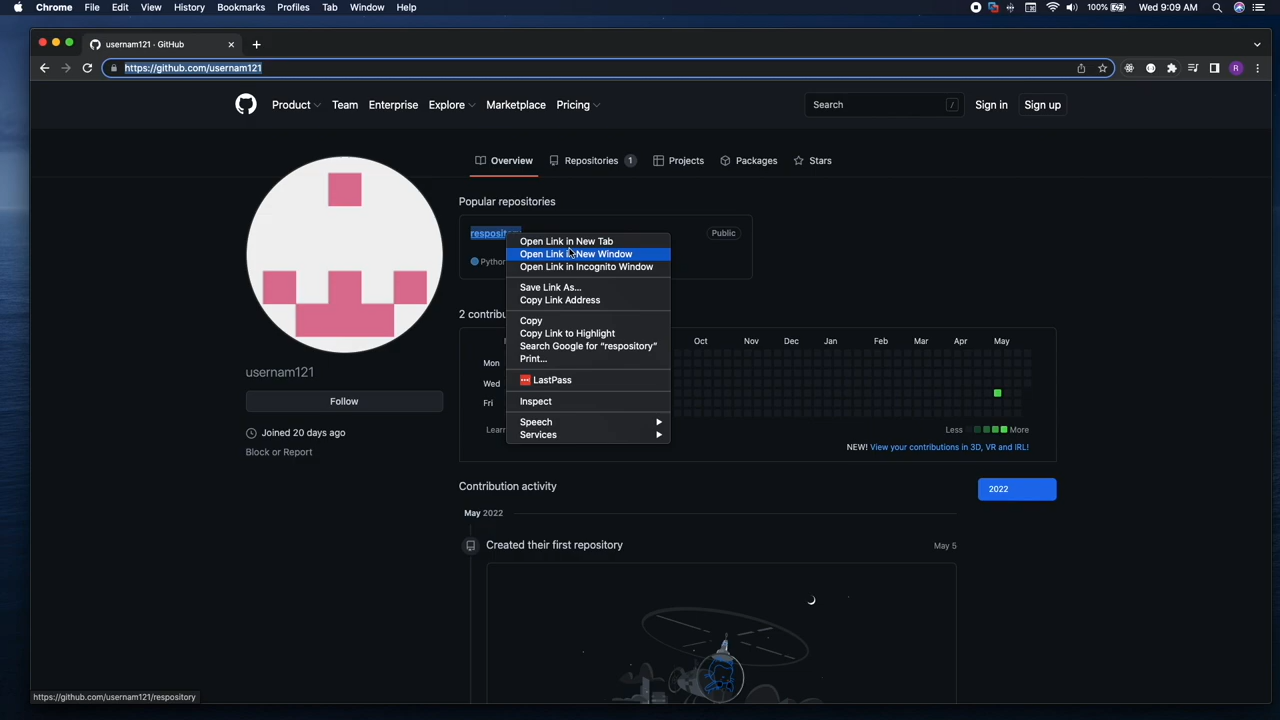 Chrome File Edit View History Bookmarks Profiles Tab Window Help 100% Wed 9:09 AM
usernam121 · GitHub
https://github.com/usernam121 R
Product Team Enterprise Explore Marketplace Pricing Search / Sign in Sign up
Overview Repositories 1 Projects Packages Stars
Popular repositories
respository Public
Python
Open Link in New Tab
Open Link in New Window
Open Link in Incognito Window
Save Link As...
Copy Link Address
Copy
Copy Link to Highlight
Search Google for “respository”
Print...
LastPass
Inspect
Speech
Services
2 contribu
Oct Nov Dec Jan Feb Mar Apr May
Mon
Wed
Fri
Lear
Less More
NEW! View your contributions in 3D, VR and IRL!
usernam121
Follow
Joined 20 days ago
Block or Report
Contribution activity
2022
May 2022
Created their first repository May 5
https://github.com/usernam121/respository